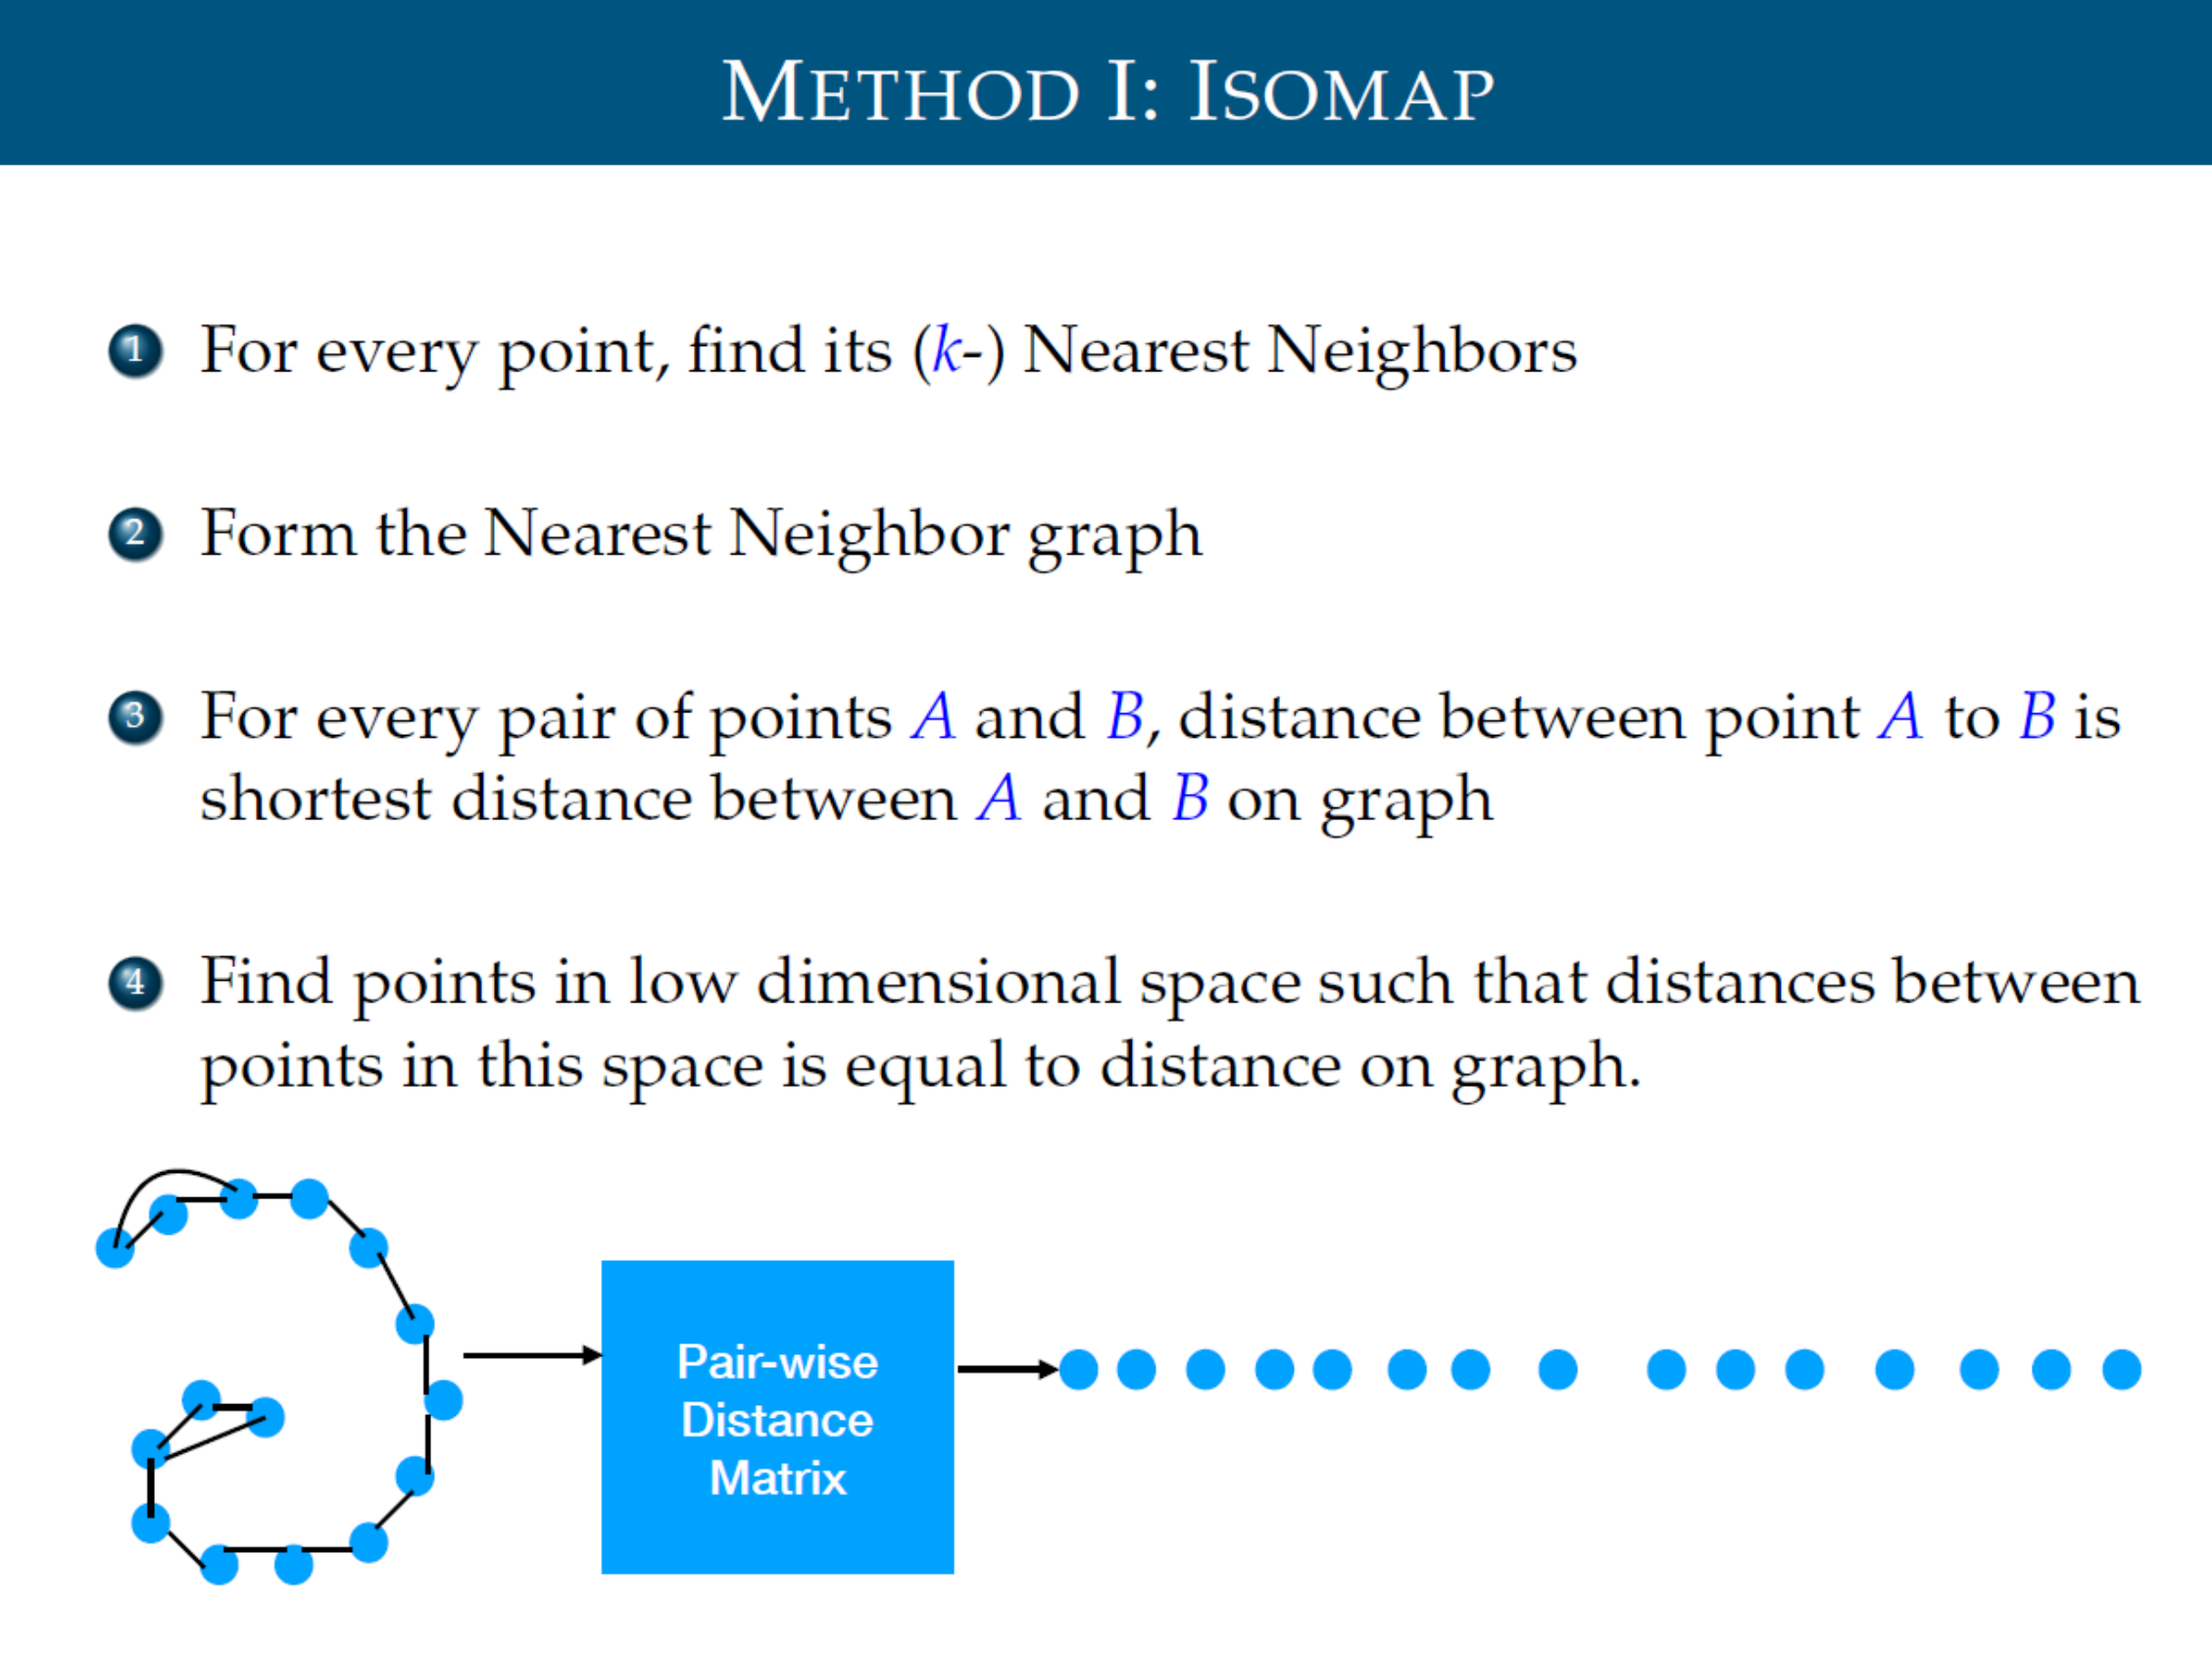 METHOD I: ISOMAP
1 For every point, find its (k-) Nearest Neighbors
2 Form the Nearest Neighbor graph
3 For every pair of points A and B, distance between point A to B is
shortest distance between A and B on graph
4 Find points in low dimensional space such that distances between
points in this space is equal to distance on graph.
Pair-wise
Distance
Matrix